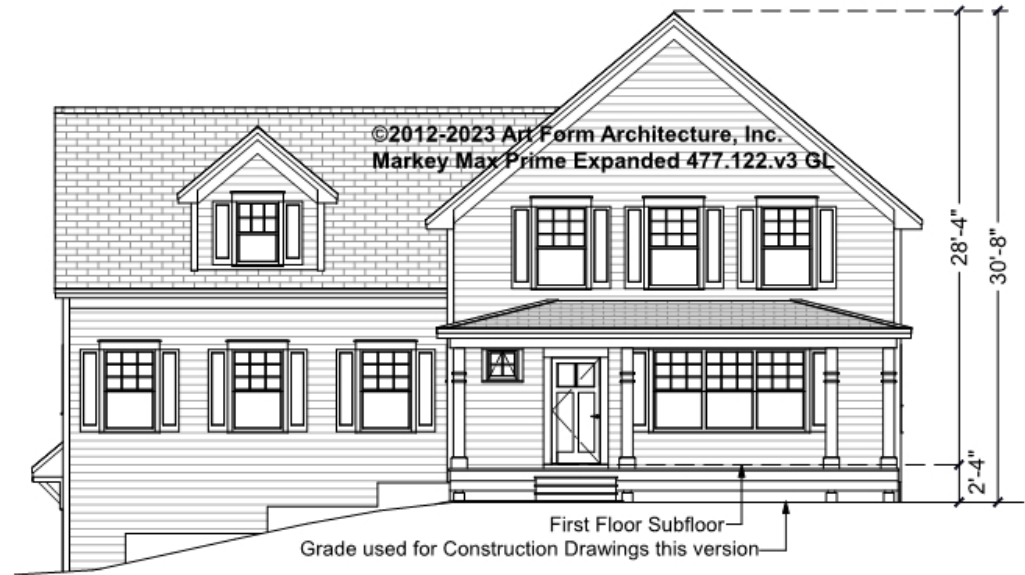 ©2012-2023 Art Form Architecture, Inc.
Markey Max Prime Expanded 477.122.v3 GL
28'-4"
30'-8"
2'-4"
First Floor Subfloor
Grade used for Construction Drawings this version